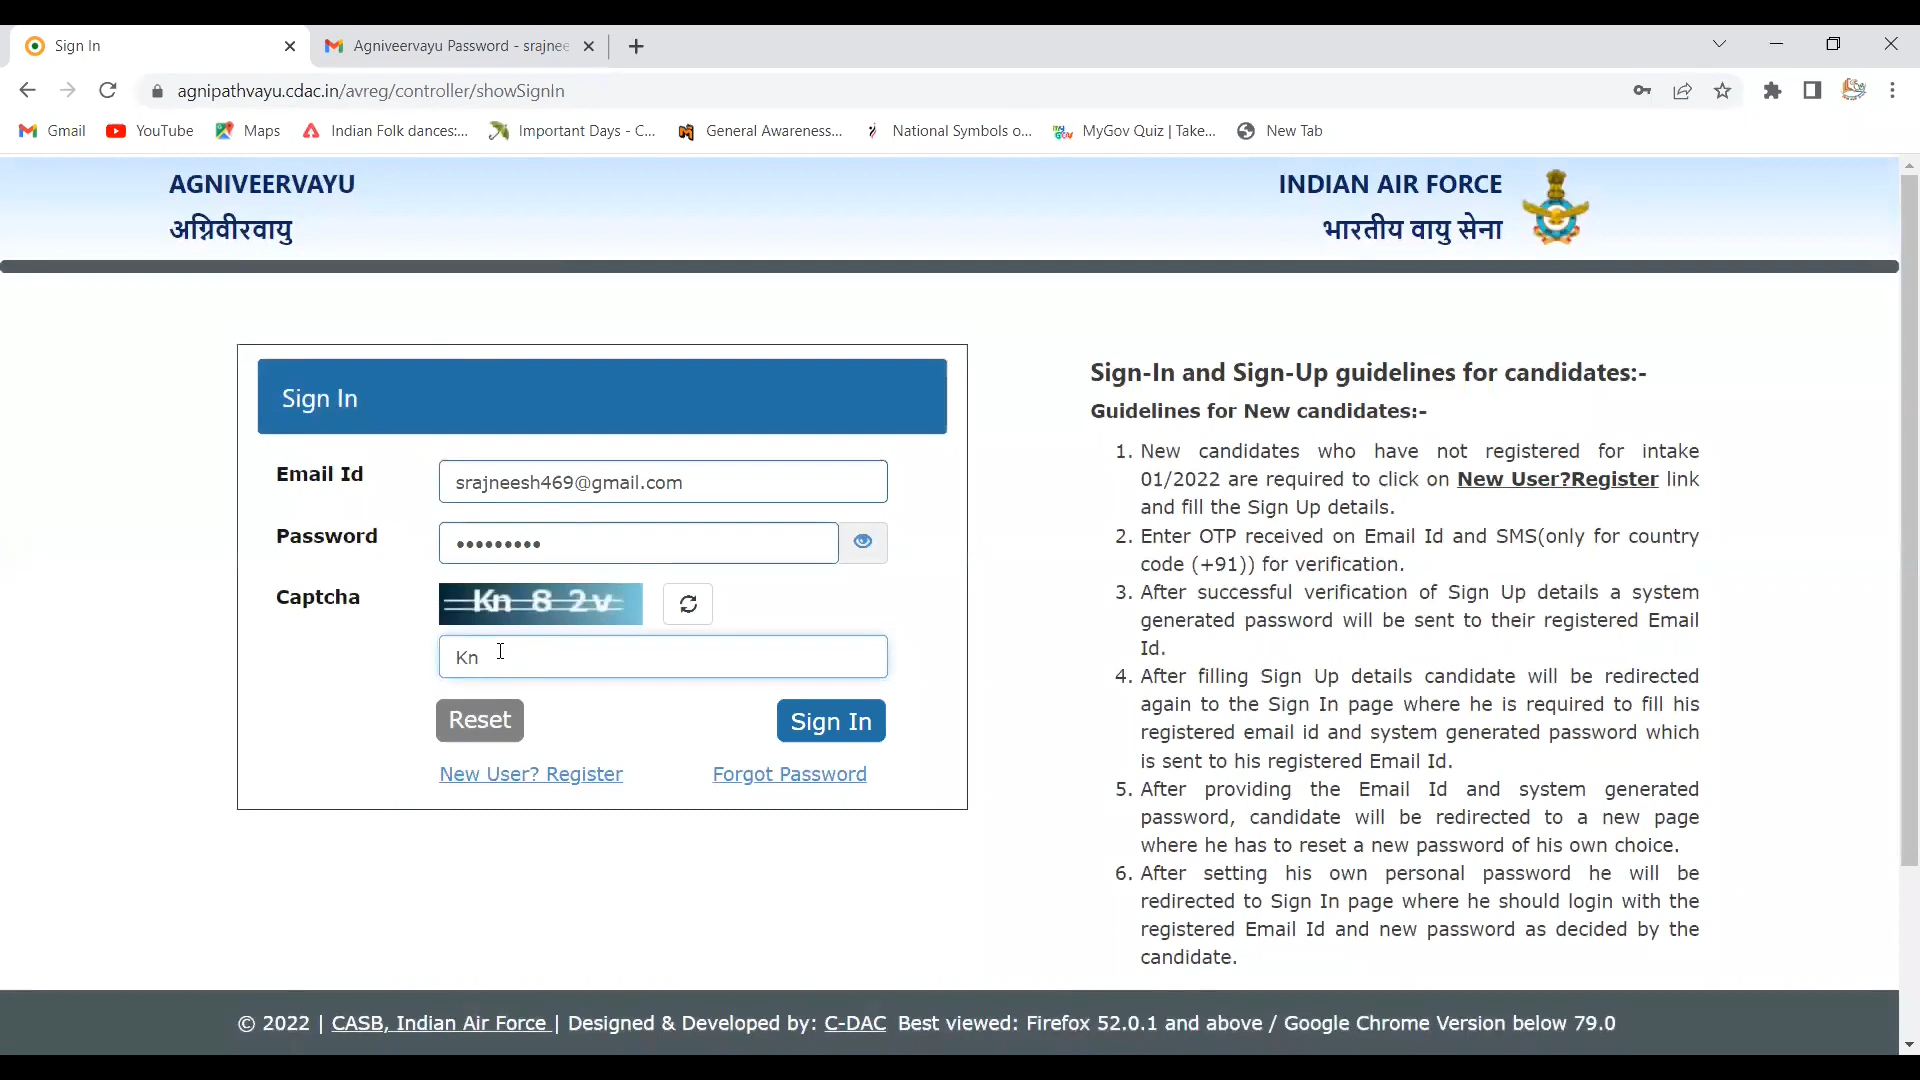 Sign In
Agniveervayu Password - srajnee
agnipathvayu.cdac.in/avreg/controller/showSignIn
Gmail YouTube Maps Indian Folk dances:... Important Days - C... General Awareness... National Symbols o... MyGov Quiz | Take... New Tab
AGNIVEERVAYU
अग्निवीरवायु
INDIAN AIR FORCE
भारतीय वायु सेना
Sign In
Email Id srajneesh469@gmail.com
Password •••••••••
Captcha Kn 8 2v
Kn
Reset Sign In
New User? Register Forgot Password
Sign-In and Sign-Up guidelines for candidates:-
Guidelines for New candidates:-
1. New candidates who have not registered for intake
01/2022 are required to click on New User?Register link
and fill the Sign Up details.
2. Enter OTP received on Email Id and SMS(only for country
code (+91)) for verification.
3. After successful verification of Sign Up details a system
generated password will be sent to their registered Email
Id.
4. After filling Sign Up details candidate will be redirected
again to the Sign In page where he is required to fill his
registered email id and system generated password which
is sent to his registered Email Id.
5. After providing the Email Id and system generated
password, candidate will be redirected to a new page
where he has to reset a new password of his own choice.
6. After setting his own personal password he will be
redirected to Sign In page where he should login with the
registered Email Id and new password as decided by the
candidate.
© 2022 | CASB, Indian Air Force | Designed & Developed by: C-DAC Best viewed: Firefox 52.0.1 and above / Google Chrome Version below 79.0